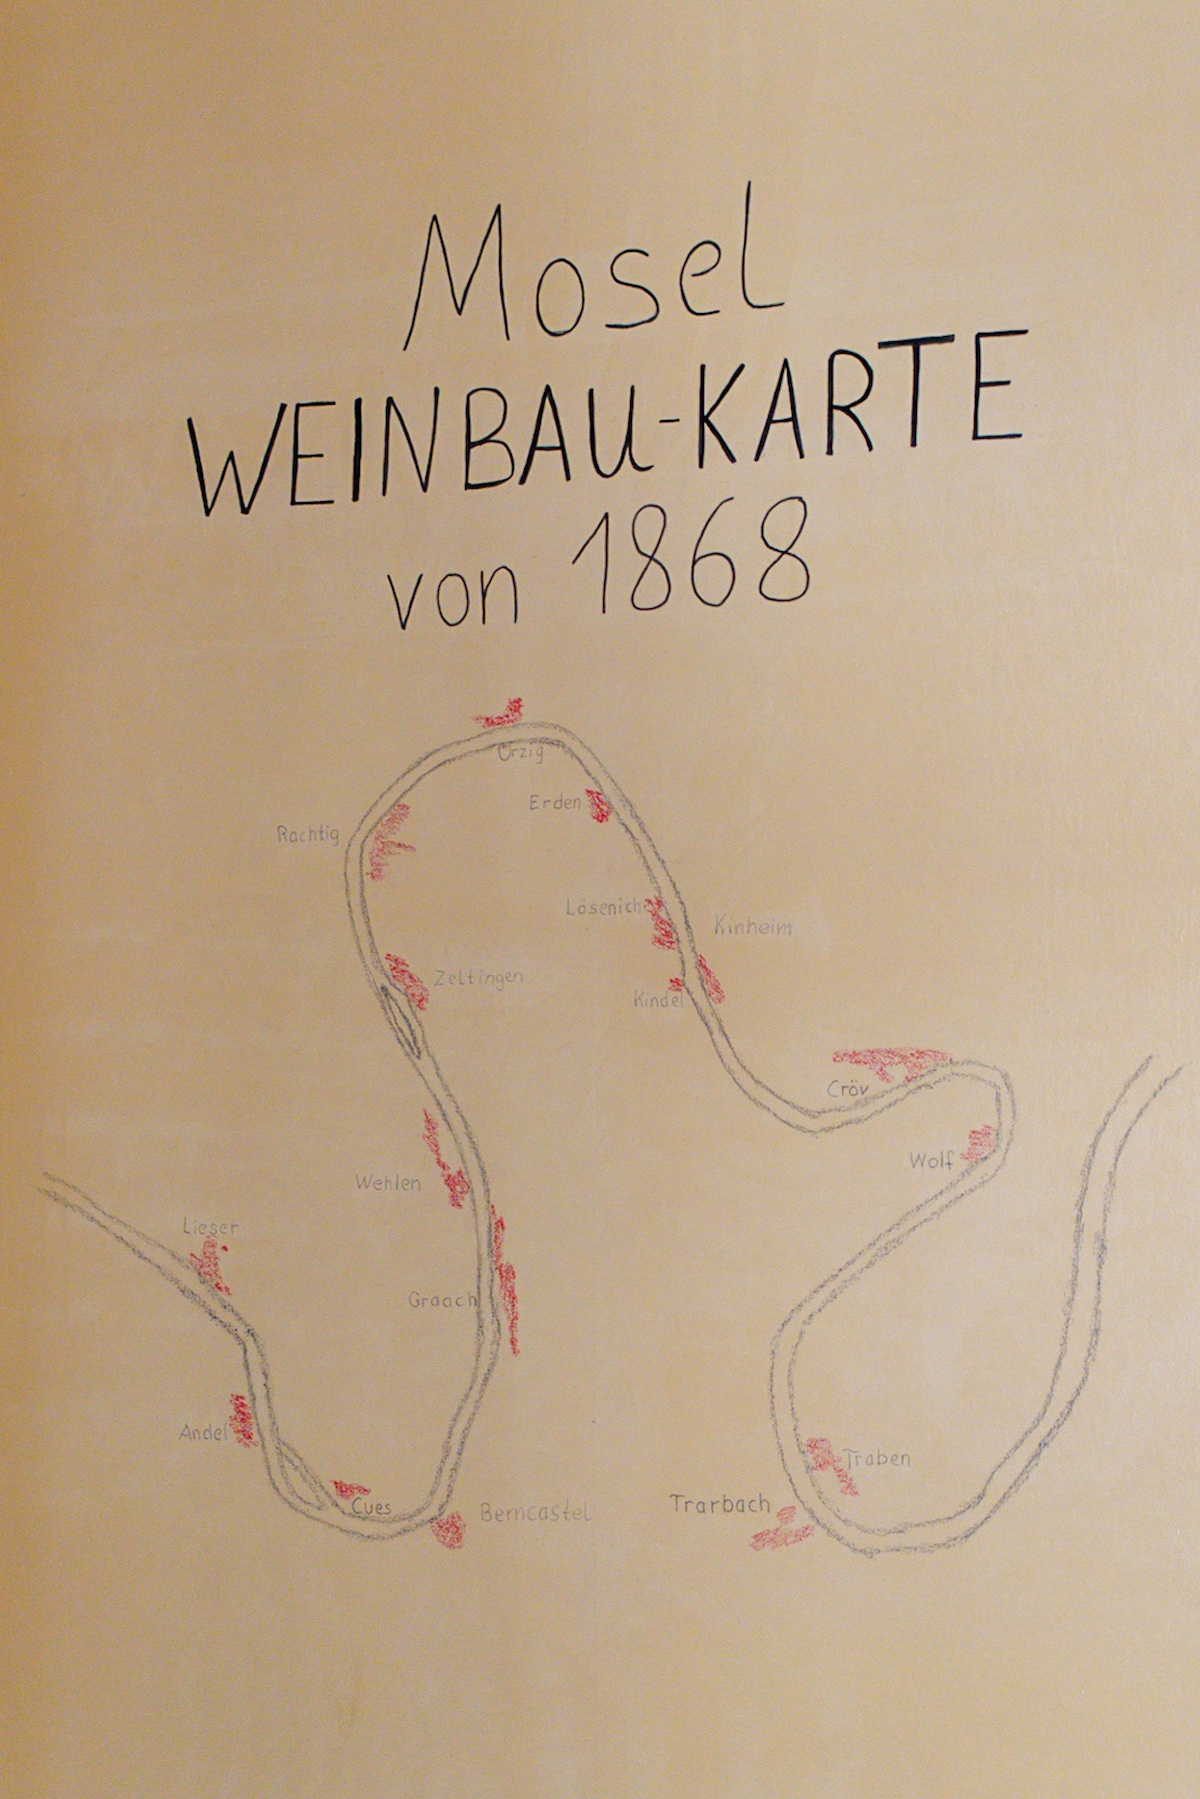 Mosel
WEINBAU-KARTE
von 1868
Ürzig
Erden
Rachtig
Lösenich
Kinheim
Zeltingen
Kindel
Cröv
Wolf
Wehlen
Lieser
Graach
Andel
Traben
Cues
Berncastel
Trarbach